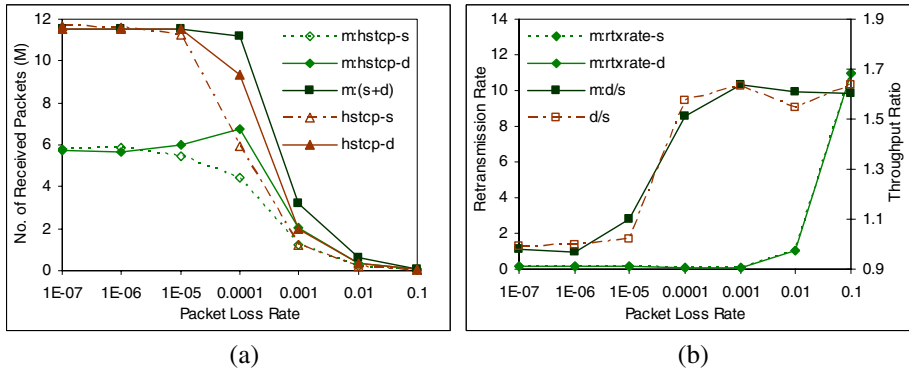 12
10
8
6
4
2
0
No. of Received Packets (M)
m:hstcp-s
m:hstcp-d
m:(s+d)
hstcp-s
hstcp-d
1E-07 1E-06 1E-05 0.0001 0.001 0.01 0.1
Packet Loss Rate
(a)
14
12
10
8
6
4
2
0
Retransmission Rate
m:rtxrate-s
m:rtxrate-d
m:d/s
d/s
1.9
1.7
1.5
1.3
1.1
0.9
Throughput Ratio
1E-07 1E-06 1E-05 0.0001 0.001 0.01 0.1
Packet Loss Rate
(b)